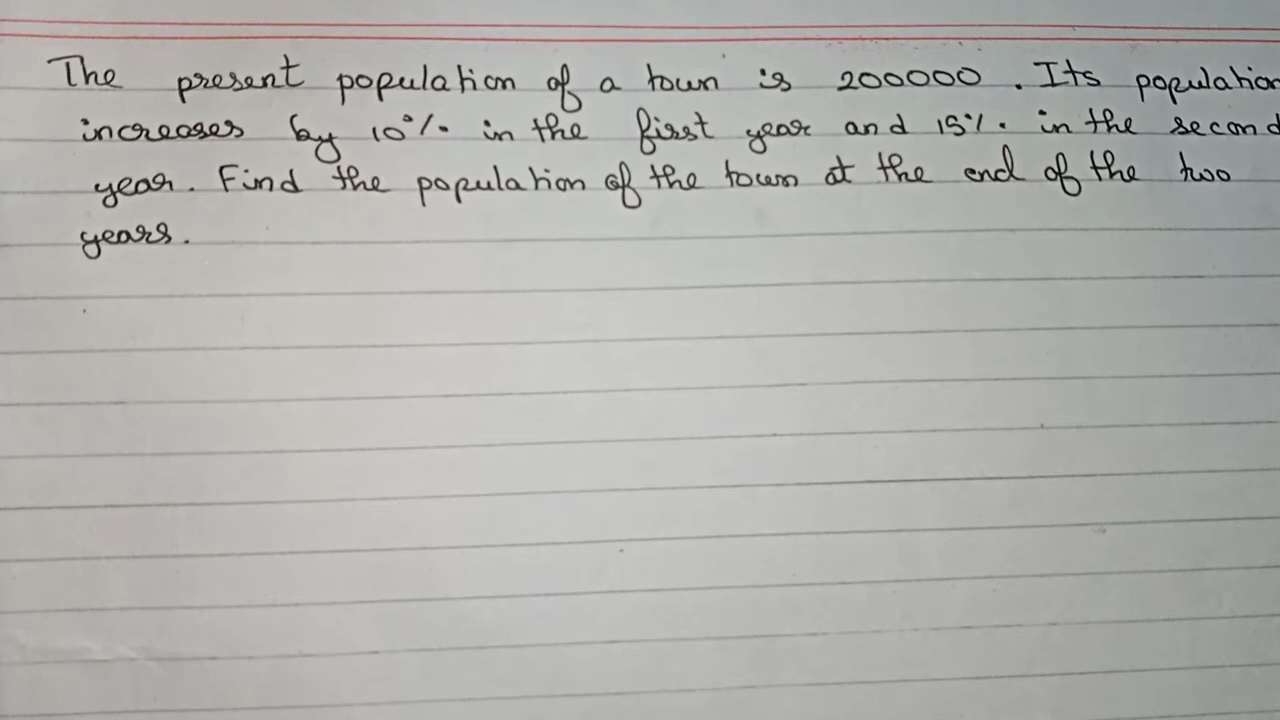 The present population of a town is 200000 . Its population
increases by 10% in the first year and 15% in the second
year. Find the population of the town at the end of the two
years.